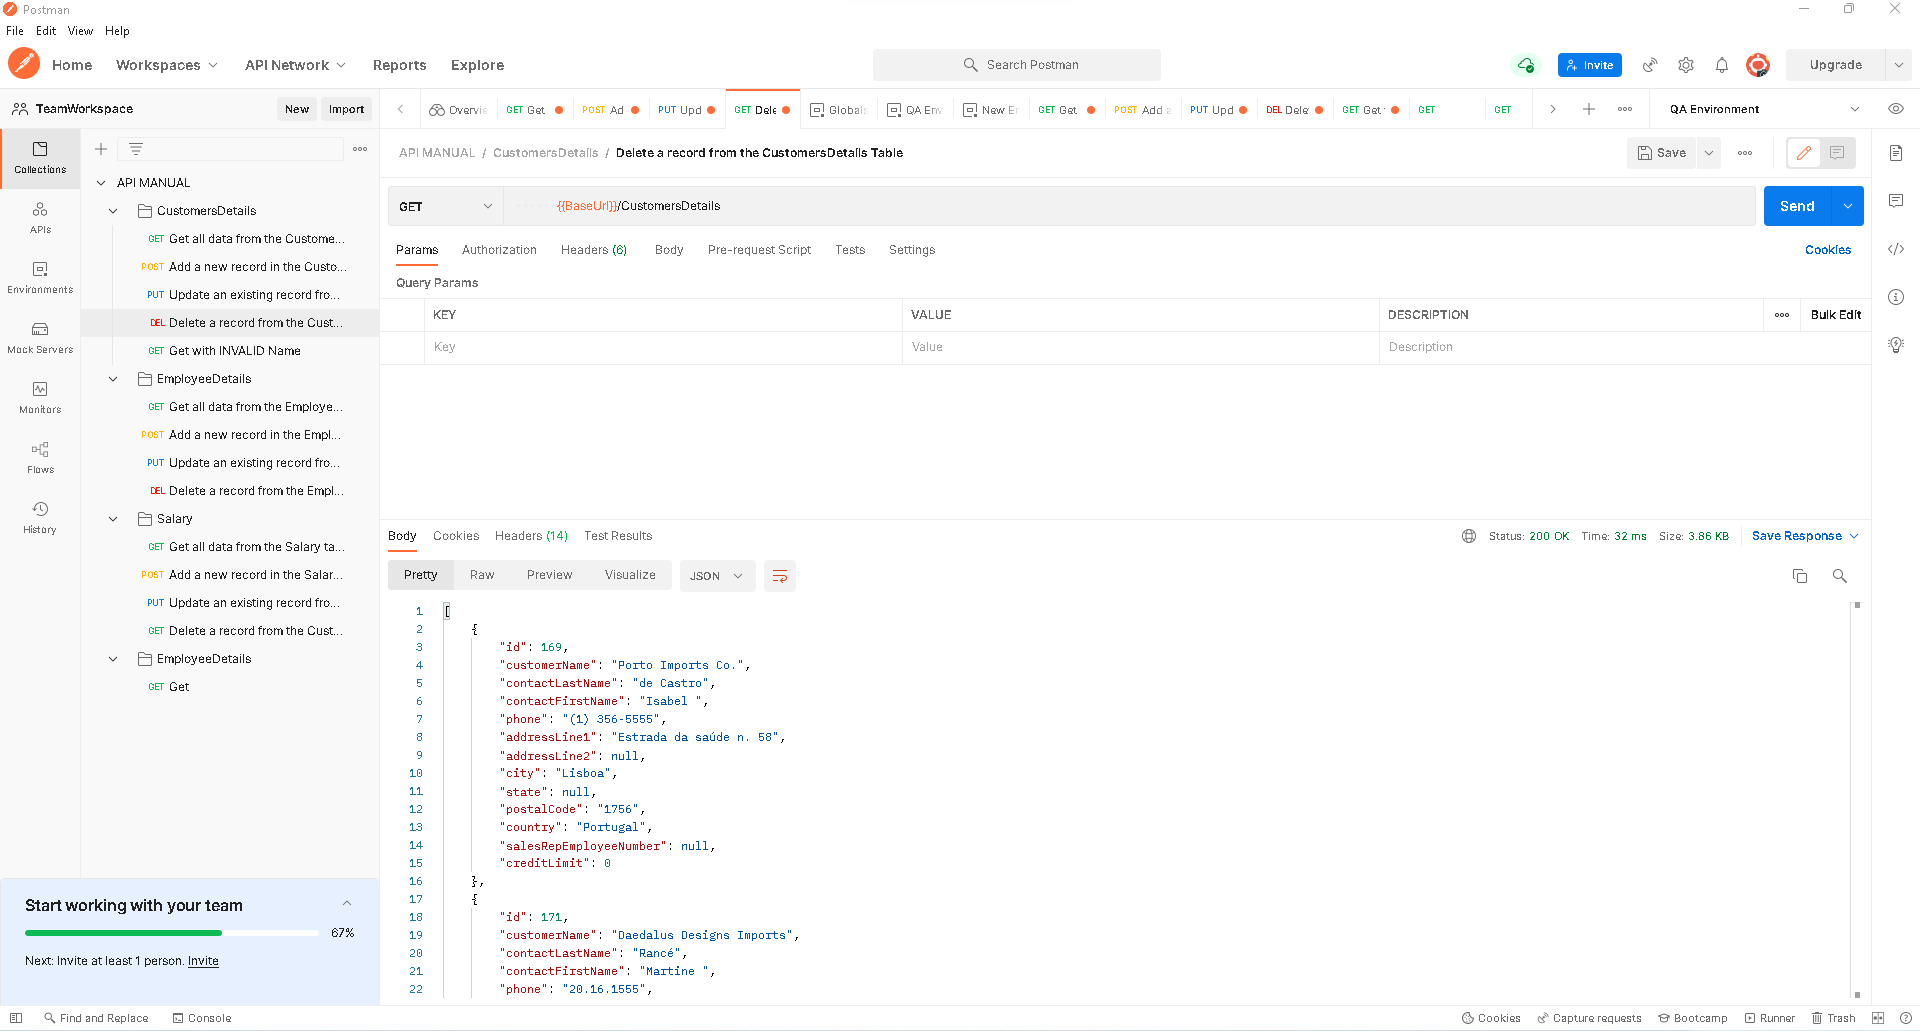 Postman
File Edit View Help
Home Workspaces API Network Reports Explore
Search Postman
Invite
Upgrade
TeamWorkspace
New Import
Overvie
GET Get
POST Ad
PUT Upd
GET Dele
Globals
QA Env
New En
GET Get
POST Add a
PUT Upd
DEL Dele
GET Get
GET
GET
QA Environment
Collections
APIs
Environments
Mock Servers
Monitors
Flows
History
API MANUAL
CustomersDetails
GET Get all data from the Custome...
POST Add a new record in the Custo...
PUT Update an existing record fro...
DEL Delete a record from the Cust...
GET Get with INVALID Name
EmployeeDetails
GET Get all data from the Employe...
POST Add a new record in the Empl...
PUT Update an existing record fro...
DEL Delete a record from the Empl...
Salary
GET Get all data from the Salary ta...
POST Add a new record in the Salar...
PUT Update an existing record fro...
GET Delete a record from the Cust...
EmployeeDetails
GET Get
Start working with your team
67%
Next: Invite at least 1 person. Invite
API MANUAL / CustomersDetails / Delete a record from the CustomersDetails Table
Save
GET {{BaseUrl}}/CustomersDetails
Send
Params Authorization Headers (6) Body Pre-request Script Tests Settings
Cookies
Query Params
KEY VALUE DESCRIPTION Bulk Edit
Key Value Description
Body Cookies Headers (14) Test Results
Status: 200 OK Time: 32 ms Size: 3.86 KB Save Response
Pretty Raw Preview Visualize JSON
1 [
2 {
3 "id": 169,
4 "customerName": "Porto Imports Co.",
5 "contactLastName": "de Castro",
6 "contactFirstName": "Isabel ",
7 "phone": "(1) 356-5555",
8 "addressLine1": "Estrada da saúde n. 58",
9 "addressLine2": null,
10 "city": "Lisboa",
11 "state": null,
12 "postalCode": "1756",
13 "country": "Portugal",
14 "salesRepEmployeeNumber": null,
15 "creditLimit": 0
16 },
17 {
18 "id": 171,
19 "customerName": "Daedalus Designs Imports",
20 "contactLastName": "Rancé",
21 "contactFirstName": "Martine ",
22 "phone": "20.16.1555",
Find and Replace Console
Cookies Capture requests Bootcamp Runner Trash